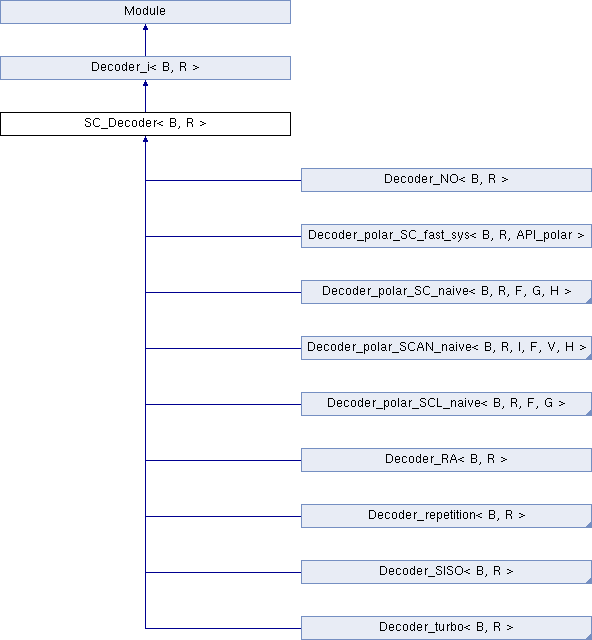 Module
Decoder_i< B, R >
SC_Decoder< B, R >
Decoder_NO< B, R >
Decoder_polar_SC_fast_sys< B, R, API_polar >
Decoder_polar_SC_naive< B, R, F, G, H >
Decoder_polar_SCAN_naive< B, R, I, F, V, H >
Decoder_polar_SCL_naive< B, R, F, G >
Decoder_RA< B, R >
Decoder_repetition< B, R >
Decoder_SISO< B, R >
Decoder_turbo< B, R >